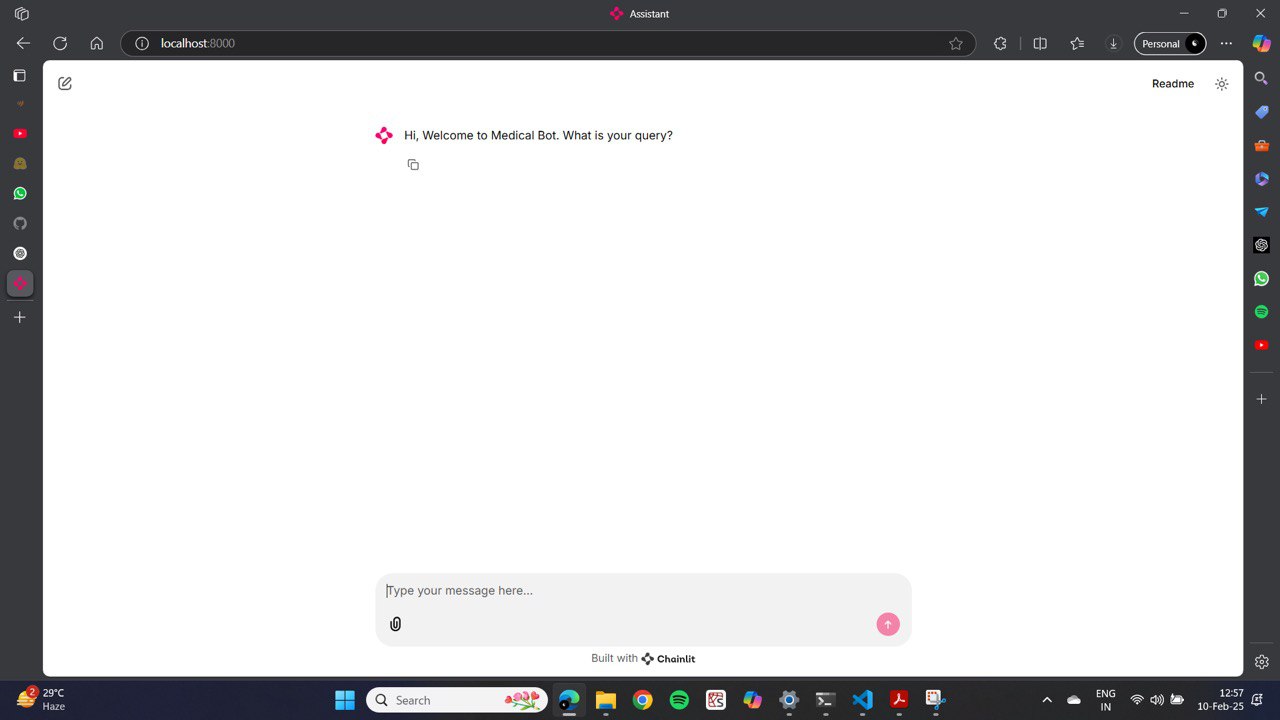 Assistant
localhost:8000
Personal
Readme
Hi, Welcome to Medical Bot. What is your query?
Type your message here...
Built with Chainlit
2
29°C
Haze
Search
ENG
IN
14:57
10-Feb-25